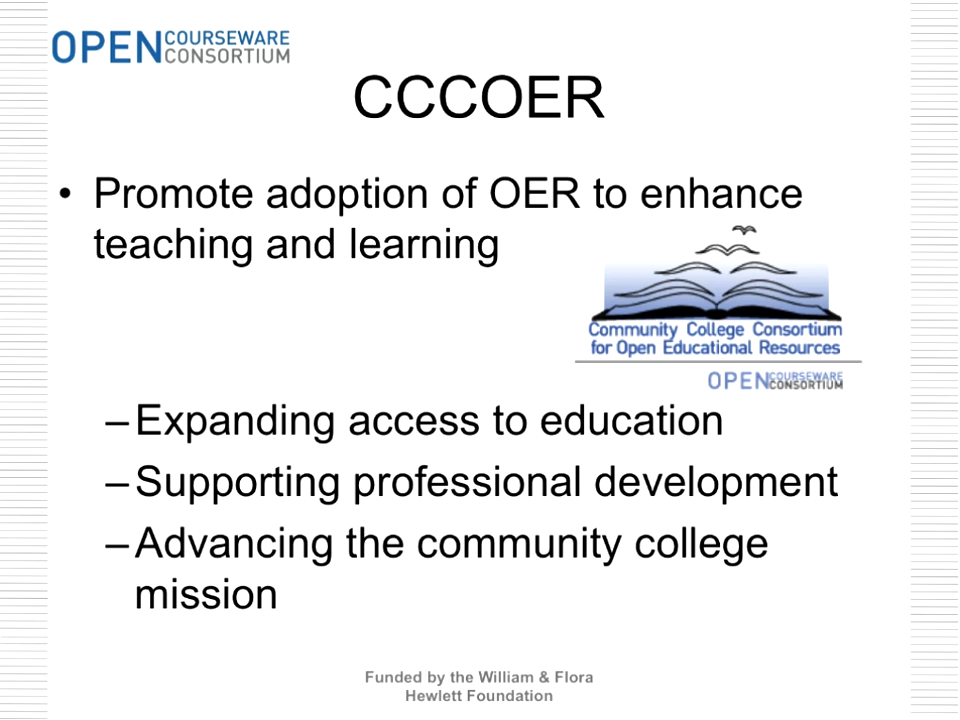 OPEN COURSEWARE
CONSORTIUM
CCCOER
• Promote adoption of OER to enhance
teaching and learning
Community College Consortium
for Open Educational Resources
OPEN COURSEWARE
CONSORTIUM
–Expanding access to education
–Supporting professional development
–Advancing the community college
mission
Funded by the William & Flora
Hewlett Foundation